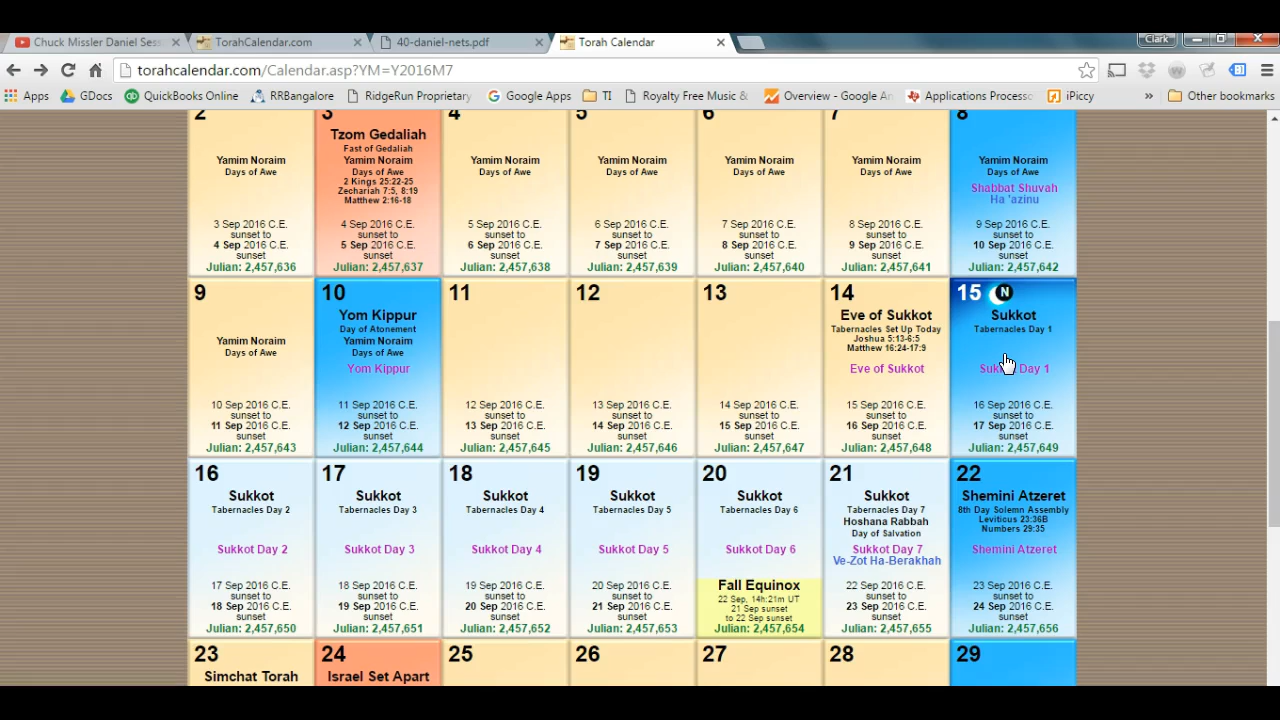 Chuck Missler Daniel Sess
TorahCalendar.com
40-daniel-nets.pdf
Torah Calendar
Clark
torahcalendar.com/Calendar.asp?YM=Y2016M7
Apps
GDocs
QuickBooks Online
RRBangalore
RidgeRun Proprietary
Google Apps
TI
Royalty Free Music &
Overview - Google An
Applications Processo
iPiccy
»
Other bookmarks
2
Yamim Noraim
Days of Awe
3 Sep 2016 C.E.
sunset to
4 Sep 2016 C.E.
sunset
Julian: 2,457,636
3
Tzom Gedaliah
Fast of Gedaliah
Yamim Noraim
Days of Awe
2 Kings 25:22-25
Zechariah 7:5, 8:19
Matthew 2:16-18
4 Sep 2016 C.E.
sunset to
5 Sep 2016 C.E.
sunset
Julian: 2,457,637
4
Yamim Noraim
Days of Awe
5 Sep 2016 C.E.
sunset to
6 Sep 2016 C.E.
sunset
Julian: 2,457,638
5
Yamim Noraim
Days of Awe
6 Sep 2016 C.E.
sunset to
7 Sep 2016 C.E.
sunset
Julian: 2,457,639
6
Yamim Noraim
Days of Awe
7 Sep 2016 C.E.
sunset to
8 Sep 2016 C.E.
sunset
Julian: 2,457,640
7
Yamim Noraim
Days of Awe
8 Sep 2016 C.E.
sunset to
9 Sep 2016 C.E.
sunset
Julian: 2,457,641
8
Yamim Noraim
Days of Awe
Shabbat Shuvah
Ha 'azinu
9 Sep 2016 C.E.
sunset to
10 Sep 2016 C.E.
sunset
Julian: 2,457,642
9
Yamim Noraim
Days of Awe
10 Sep 2016 C.E.
sunset to
11 Sep 2016 C.E.
sunset
Julian: 2,457,643
10
Yom Kippur
Day of Atonement
Yamim Noraim
Days of Awe
Yom Kippur
11 Sep 2016 C.E.
sunset to
12 Sep 2016 C.E.
sunset
Julian: 2,457,644
11
12 Sep 2016 C.E.
sunset to
13 Sep 2016 C.E.
sunset
Julian: 2,457,645
12
13 Sep 2016 C.E.
sunset to
14 Sep 2016 C.E.
sunset
Julian: 2,457,646
13
14 Sep 2016 C.E.
sunset to
15 Sep 2016 C.E.
sunset
Julian: 2,457,647
14
Eve of Sukkot
Tabernacles Set Up Today
Joshua 5:13-6:5
Matthew 16:24-17:9
Eve of Sukkot
15 Sep 2016 C.E.
sunset to
16 Sep 2016 C.E.
sunset
Julian: 2,457,648
15 N
Sukkot
Tabernacles Day 1
Day 1
16 Sep 2016 C.E.
sunset to
17 Sep 2016 C.E.
sunset
Julian: 2,457,649
16
Sukkot
Tabernacles Day 2
Sukkot Day 2
17 Sep 2016 C.E.
sunset to
18 Sep 2016 C.E.
sunset
Julian: 2,457,650
17
Sukkot
Tabernacles Day 3
Sukkot Day 3
18 Sep 2016 C.E.
sunset to
19 Sep 2016 C.E.
sunset
Julian: 2,457,651
18
Sukkot
Tabernacles Day 4
Sukkot Day 4
19 Sep 2016 C.E.
sunset to
20 Sep 2016 C.E.
sunset
Julian: 2,457,652
19
Sukkot
Tabernacles Day 5
Sukkot Day 5
20 Sep 2016 C.E.
sunset to
21 Sep 2016 C.E.
sunset
Julian: 2,457,653
20
Sukkot
Tabernacles Day 6
Sukkot Day 6
Fall Equinox
22 Sep, 14h:21m UT
21 Sep sunset
to 22 Sep sunset
Julian: 2,457,654
21
Sukkot
Tabernacles Day 7
Hoshana Rabbah
Day of Salvation
Sukkot Day 7
Ve-Zot Ha-Berakhah
22 Sep 2016 C.E.
sunset to
23 Sep 2016 C.E.
sunset
Julian: 2,457,655
22
Shemini Atzeret
8th Day Solemn Assembly
Leviticus 23:36B
Numbers 29:35
Shemini Atzeret
23 Sep 2016 C.E.
sunset to
24 Sep 2016 C.E.
sunset
Julian: 2,457,656
23
Simchat Torah
24
Israel Set Apart
25
26
27
28
29